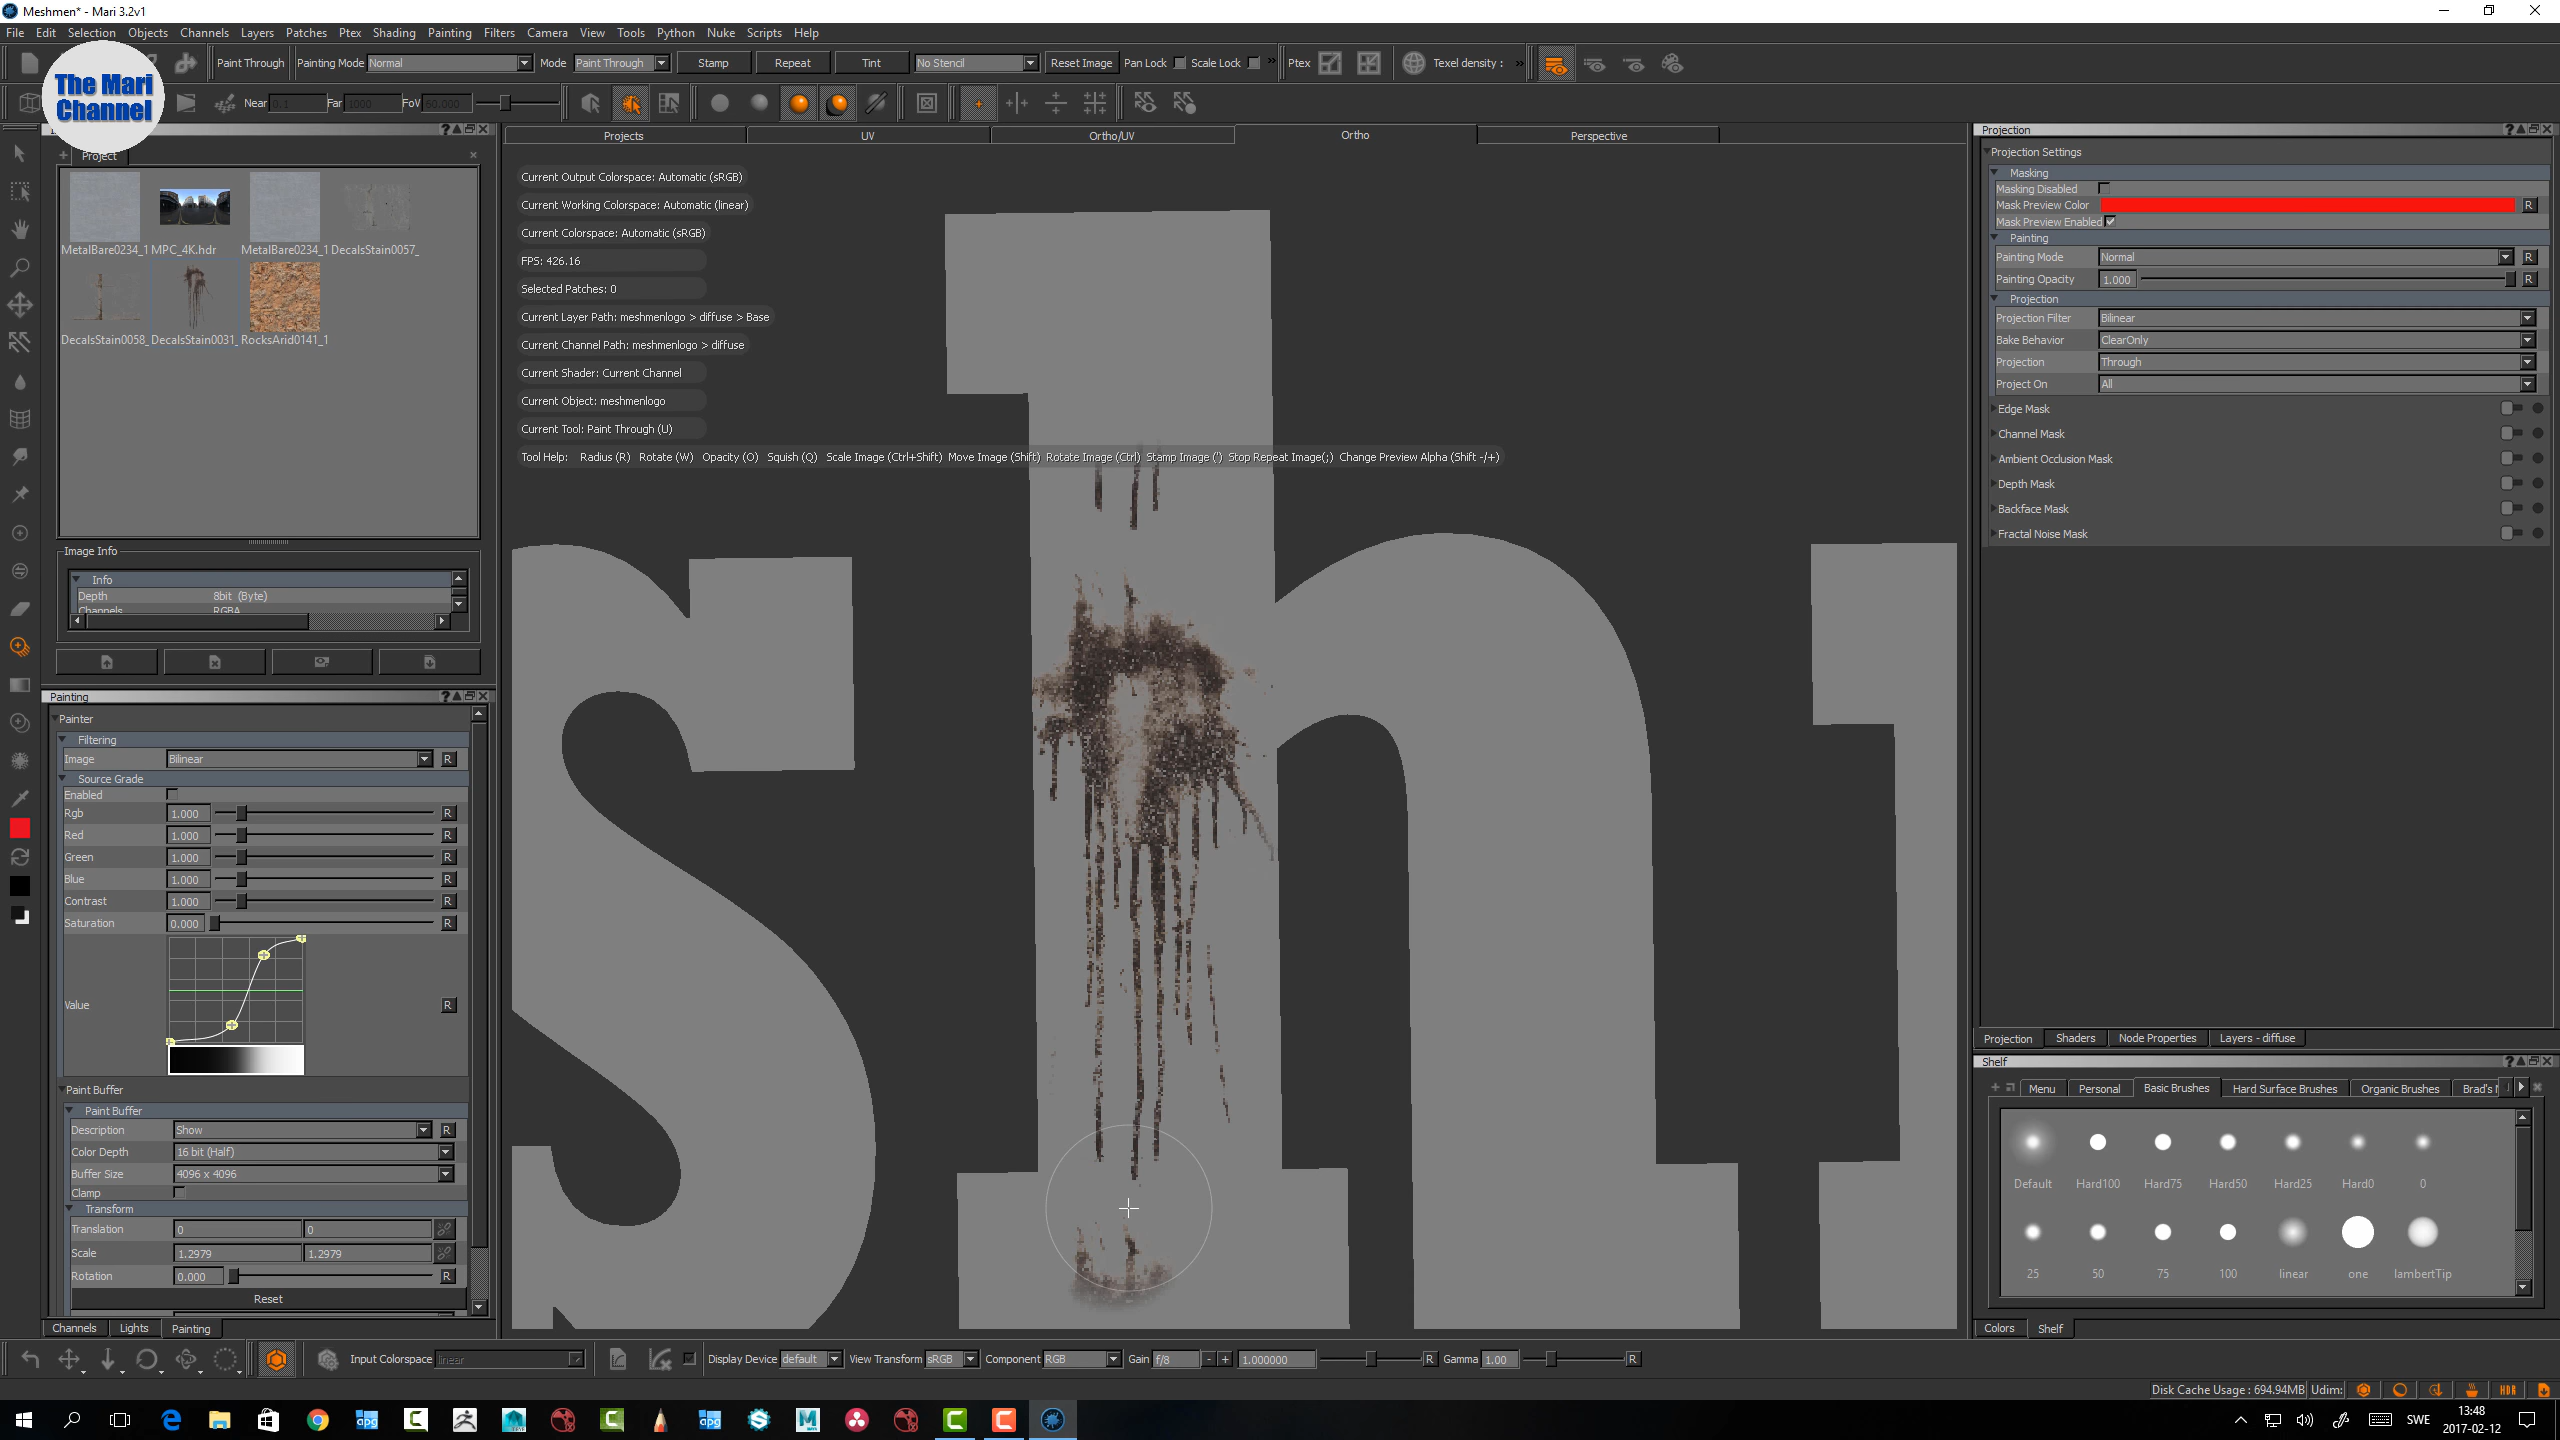 Meshmen* - Mari 3.2v1
File Edit Selection Objects Channels Layers Patches Ptex Shading Painting Filters Camera View Tools Python Nuke Scripts Help
Paint Through Painting Mode Normal Mode Paint Through Stamp Repeat Tint No Stencil Reset Image Pan Lock Scale Lock » Ptex Texel density : »
The Mari
Channel
Near 0.1 Far 1000 FoV 60.000
Projects UV Ortho/UV Ortho Perspective
Project
MetalBare0234_1 MPC_4K.hdr MetalBare0234_1 DecalsStain0057_
DecalsStain0058_ DecalsStain0031_ RocksArid0141_1
Image Info
Info
Depth 8bit (Byte)
Channels RGBA
Painting
Painter
Filtering
Image Bilinear R
Source Grade
Enabled
Rgb 1.000 R
Red 1.000 R
Green 1.000 R
Blue 1.000 R
Contrast 1.000 R
Saturation 0.000 R
Value R
Paint Buffer
Paint Buffer
Description Show R
Color Depth 16 bit (Half)
Buffer Size 4096 x 4096
Clamp
Transform
Translation 0 0
Scale 1.2979 1.2979
Rotation 0.000 R
Reset
Channels Lights Painting
Current Output Colorspace: Automatic (sRGB)
Current Working Colorspace: Automatic (linear)
Current Colorspace: Automatic (sRGB)
FPS: 426.16
Selected Patches: 0
Current Layer Path: meshmenlogo > diffuse > Base
Current Channel Path: meshmenlogo > diffuse
Current Shader: Current Channel
Current Object: meshmenlogo
Current Tool: Paint Through (U)
Tool Help: Radius (R) Rotate (W) Opacity (O) Squish (Q) Scale Image (Ctrl+Shift) Move Image (Shift) Rotate Image (Ctrl) Stamp Image (') Stop Repeat Image(;) Change Preview Alpha (Shift -/+)
Projection
Projection Settings
Masking
Masking Disabled
Mask Preview Color R
Mask Preview Enabled
Painting
Painting Mode Normal R
Painting Opacity 1.000 R
Projection
Projection Filter Bilinear
Bake Behavior ClearOnly
Projection Through
Project On All
Edge Mask
Channel Mask
Ambient Occlusion Mask
Depth Mask
Backface Mask
Fractal Noise Mask
Projection Shaders Node Properties Layers - diffuse
Shelf
Menu Personal Basic Brushes Hard Surface Brushes Organic Brushes Brad's
Default Hard100 Hard75 Hard50 Hard25 Hard0 0
25 50 75 100 linear one lambertTip
Colors Shelf
Input Colorspace linear Display Device default View Transform sRGB Component RGB Gain f/8 - + 1.000000 R Gamma 1.00 R
Disk Cache Usage : 694.94MB Udim: HDR
SWE 13:48
2017-02-12